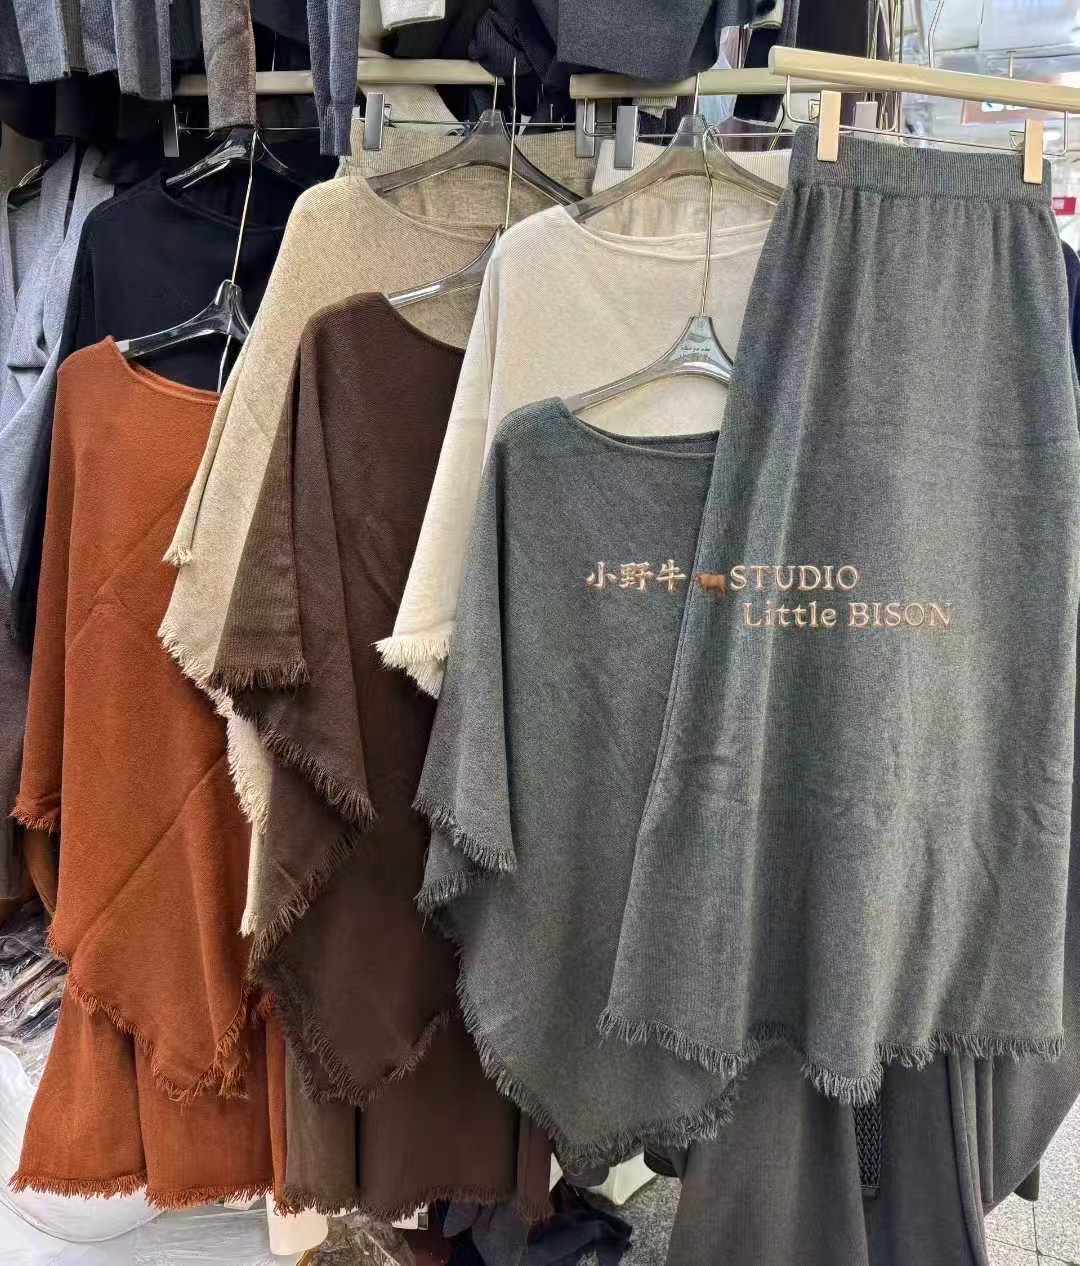 小野牛 STUDIO
Little BISON